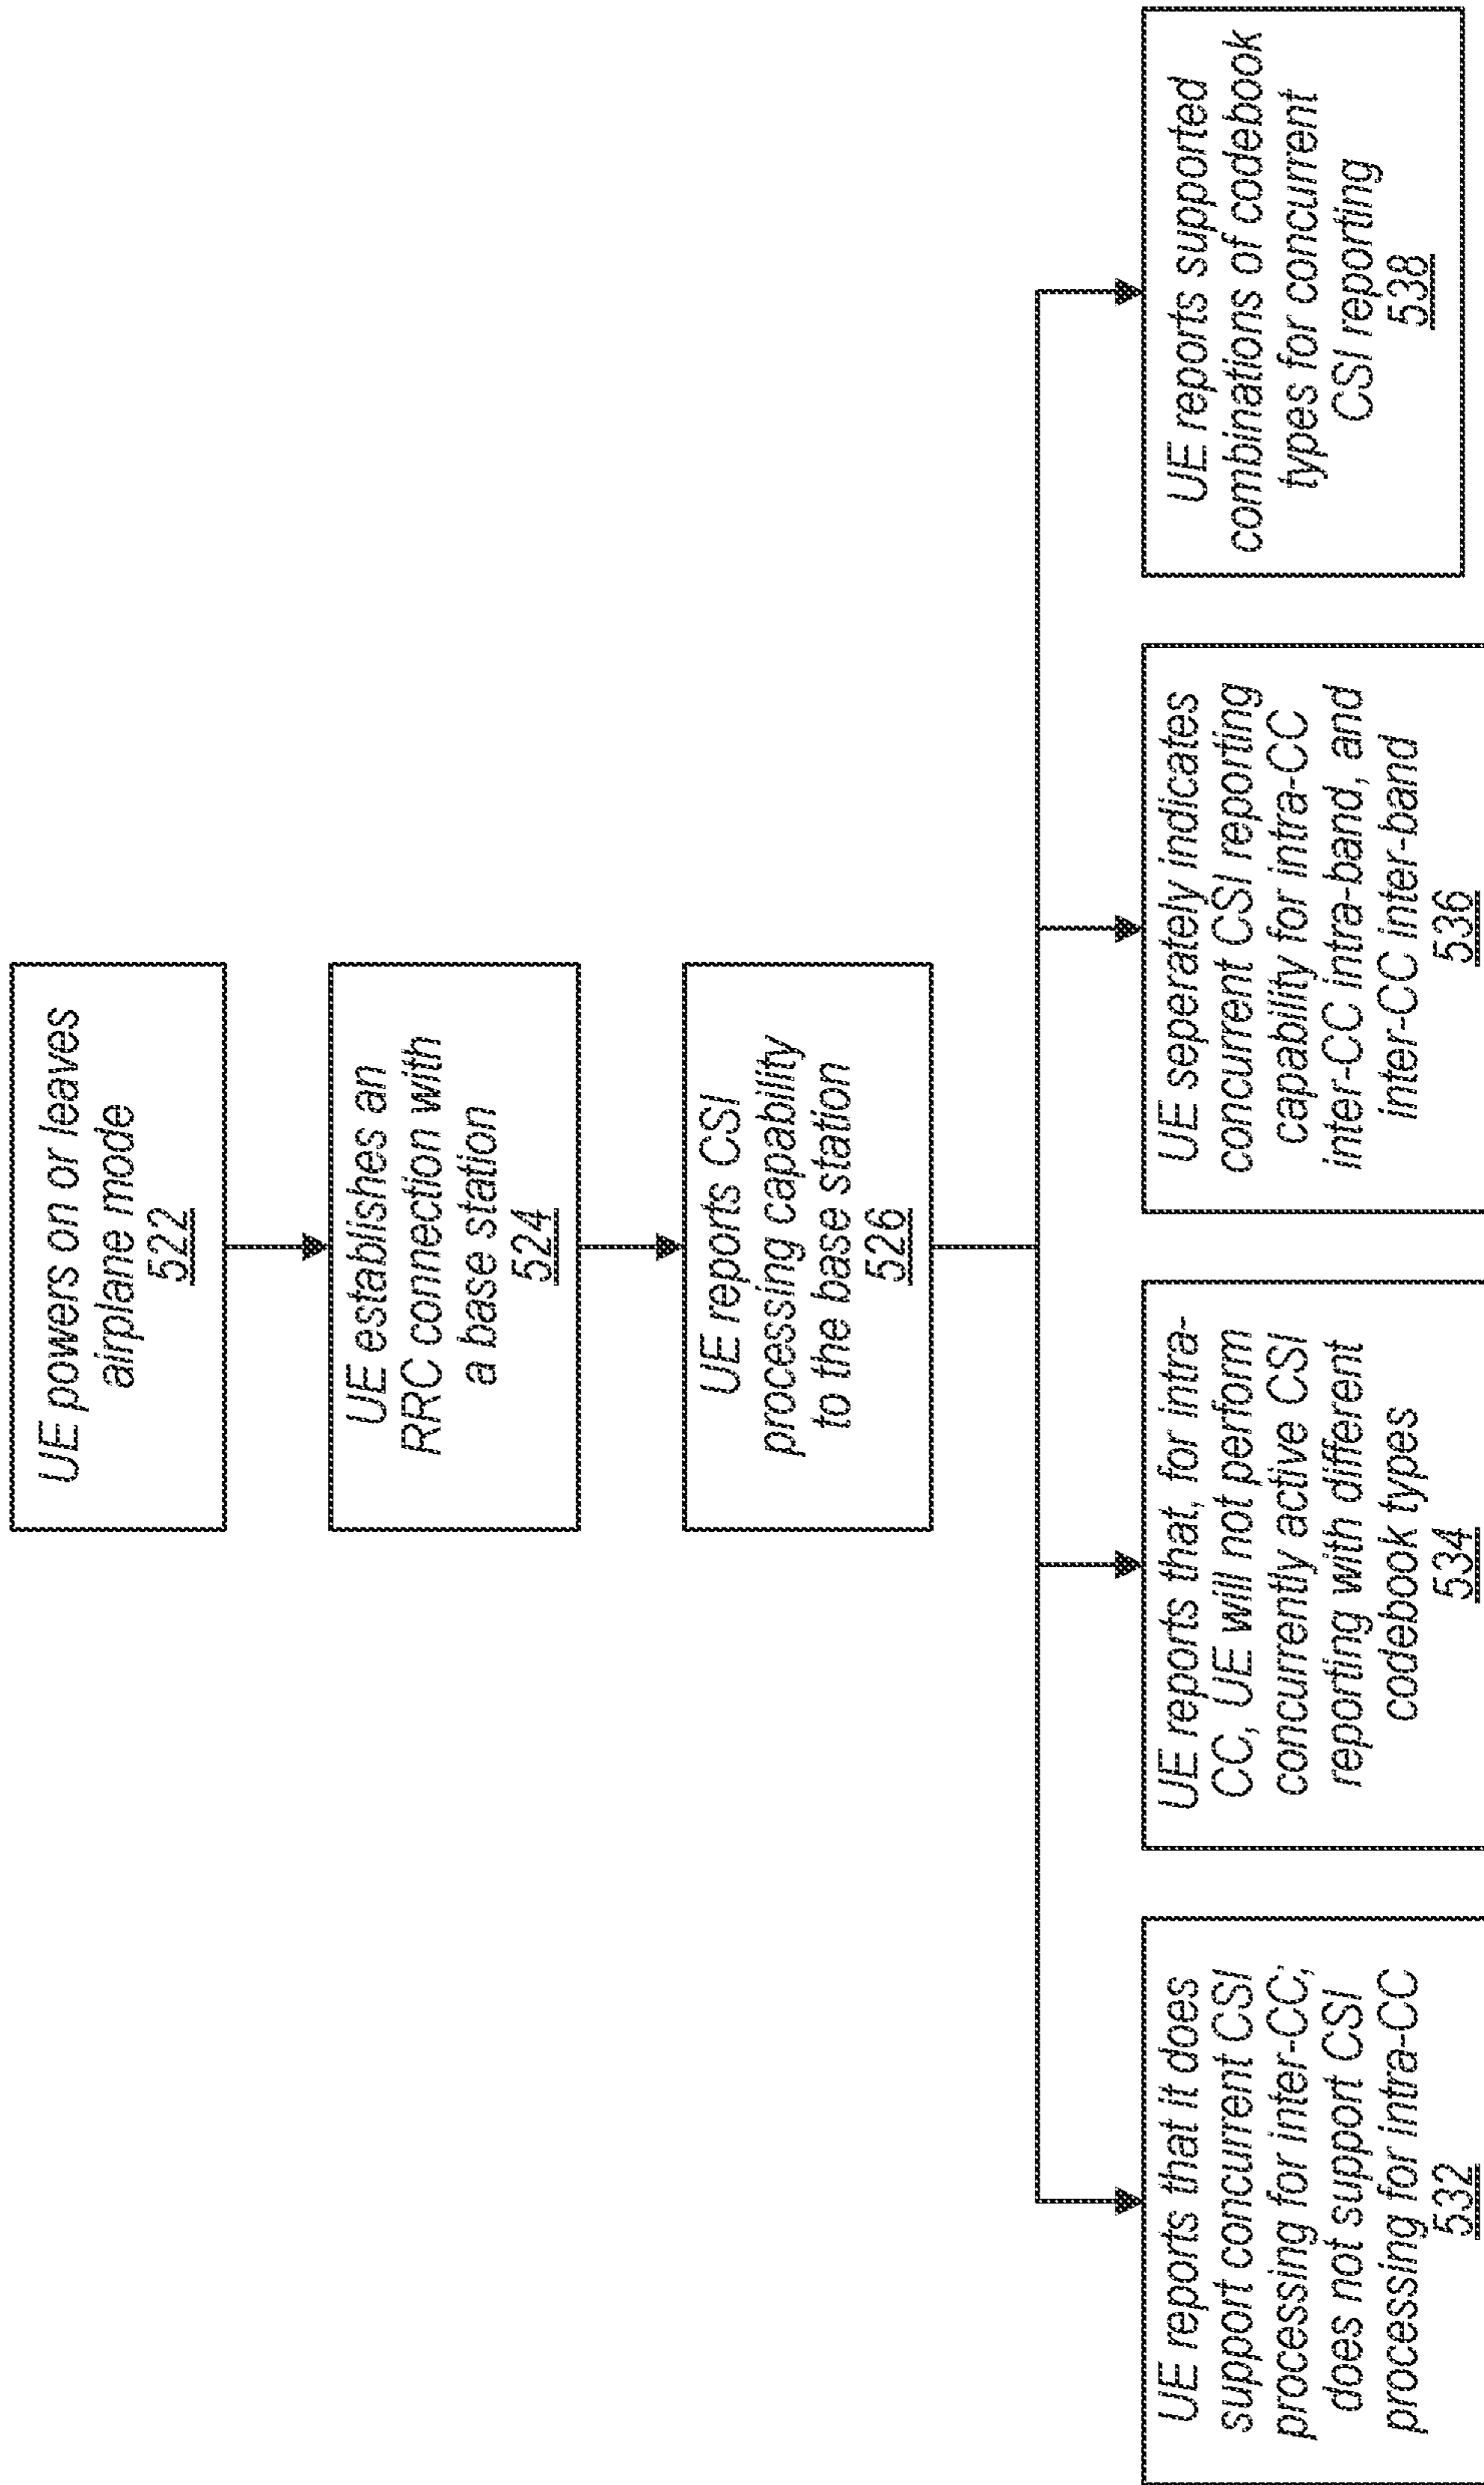 UE powers on or leaves
airplane mode
522
UE establishes an
RRC connection with
a base station
524
UE reports CSI
processing capability
to the base station
526
UE reports that it does
support concurrent CSI
processing for inter-CC,
does not support CSI
processing for intra-CC
532
UE reports that, for intra-
CC, UE will not perform
concurrently active CSI
reporting with different
codebook types
534
UE seperately indicates
concurrent CSI reporting
capability for intra-CC
inter-CC intra-band, and
inter-CC inter-band
536
UE reports supported
combinations of codebook
types for concurrent
CSI reporting
538